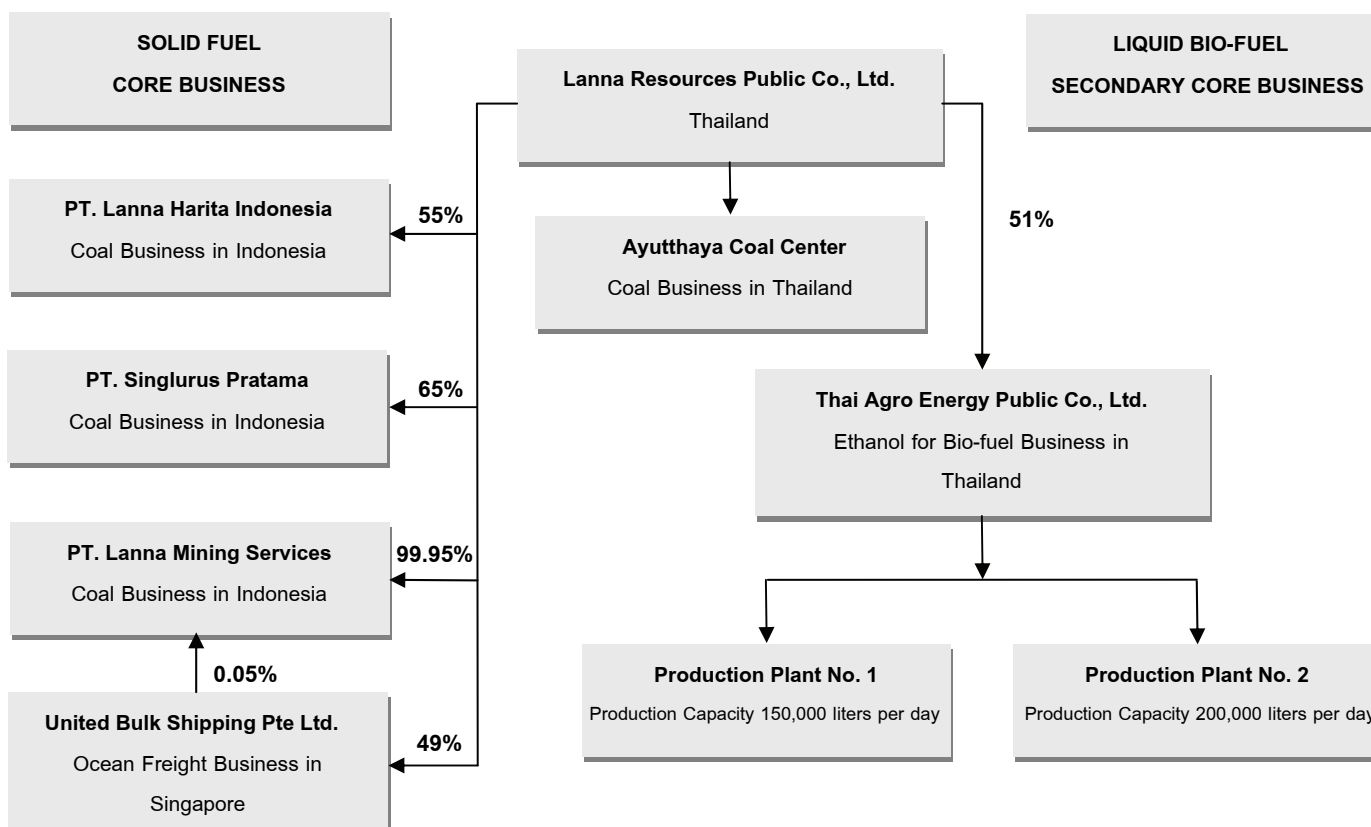 SOLID FUEL
CORE BUSINESS
Lanna Resources Public Co., Ltd.
Thailand
LIQUID BIO-FUEL
SECONDARY CORE BUSINESS
PT. Lanna Harita Indonesia
Coal Business in Indonesia
55%
Ayutthaya Coal Center
Coal Business in Thailand
51%
PT. Singlurus Pratama
Coal Business in Indonesia
65%
Thai Agro Energy Public Co., Ltd.
Ethanol for Bio-fuel Business in
Thailand
PT. Lanna Mining Services
Coal Business in Indonesia
99.95%
0.05%
United Bulk Shipping Pte Ltd.
Ocean Freight Business in
Singapore
49%
Production Plant No. 1
Production Capacity 150,000 liters per day
Production Plant No. 2
Production Capacity 200,000 liters per day